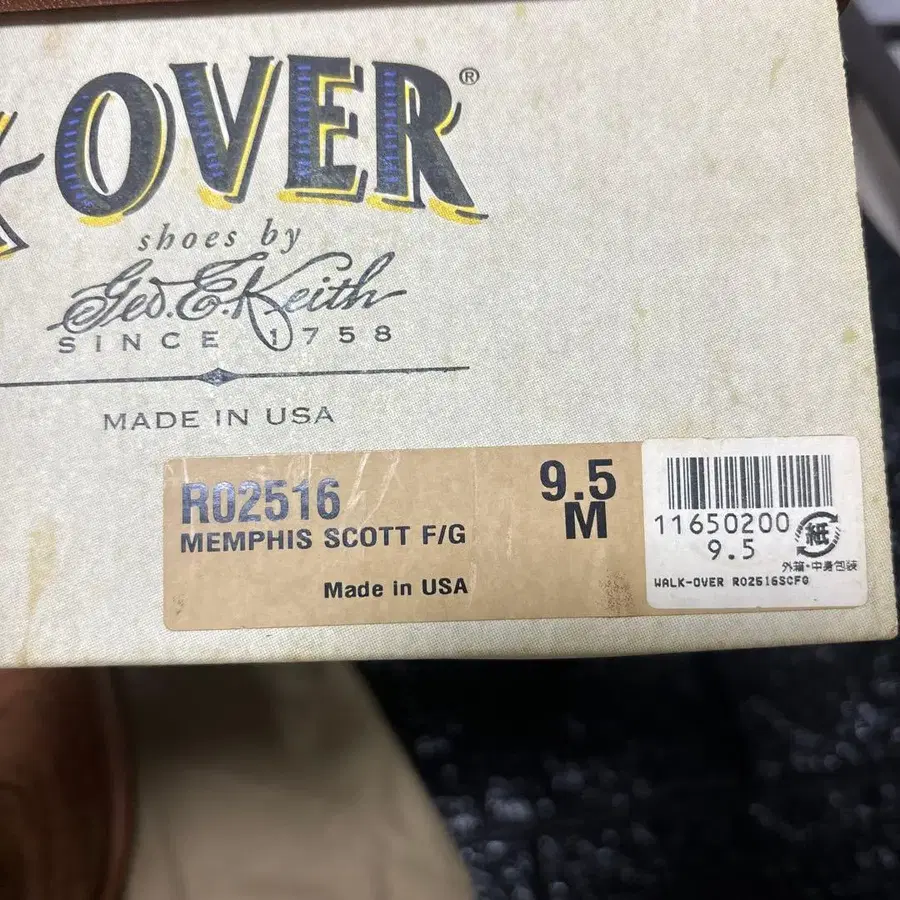 OVER®
shoes by
Geo. E. Keith
SINCE 1758
MADE IN USA
R02516
MEMPHIS SCOTT F/G
9.5
M
Made in USA
11650200
9.5
紙
外箱・中身包装
WALK-OVER R02516SCFG